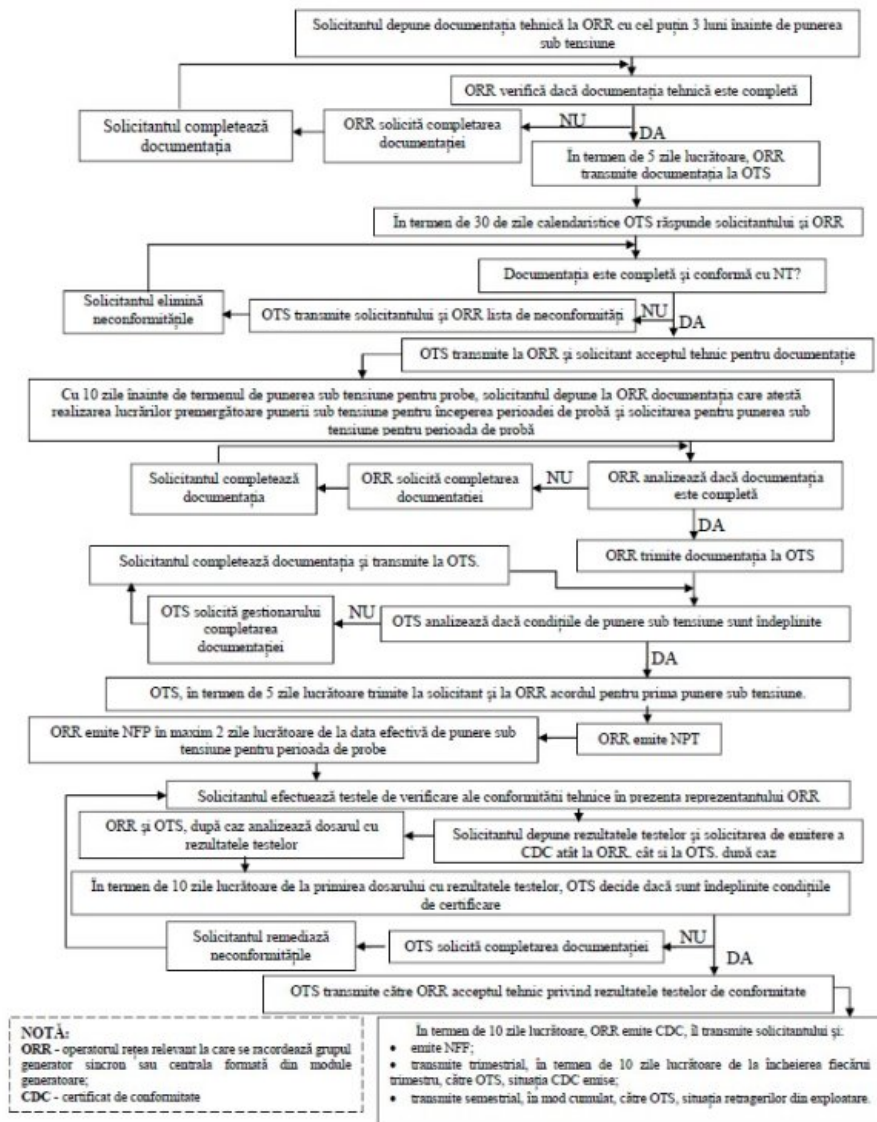 Solicitantul depune documentația tehnică la ORR cu cel puțin 3 luni înainte de punerea
sub tensiune
ORR verifică dacă documentația tehnică este completă
NU
DA
ORR solicită completarea
documentației
Solicitantul completează
documentația
În termen de 5 zile lucrătoare, ORR
transmite documentația la OTS
În termen de 30 de zile calendaristice OTS răspunde solicitantului și ORR
Documentația este completă și conformă cu NT?
NU
DA
OTS transmite solicitantului și ORR lista de neconformități
Solicitantul elimină
neconformitățile
OTS transmite la ORR și solicitant acceptul tehnic pentru documentație
Cu 10 zile înainte de termenul de punerea sub tensiune pentru probe, solicitantul depune la ORR documentația care atestă
realizarea lucrărilor premergătoare punerii sub tensiune pentru începerea perioadei de probă și solicitarea pentru punerea sub
tensiune pentru perioada de probă
ORR analizează dacă documentația
este completă
NU
DA
ORR solicită completarea
documentatiei
Solicitantul completează
documentația
ORR trimite documentația la OTS
Solicitantul completează documentația și transmite la OTS.
OTS analizează dacă condițiile de punere sub tensiune sunt îndeplinite
NU
DA
OTS solicită gestionarului
completarea
documentației
OTS, în termen de 5 zile lucrătoare trimite la solicitant și la ORR acordul pentru prima punere sub tensiune.
ORR emite NPT
ORR emite NFP în maxim 2 zile lucrătoare de la data efectivă de punere sub
tensiune pentru perioada de probe
Solicitantul efectuează testele de verificare ale conformității tehnice în prezenta reprezentantului ORR
Solicitantul depune rezultatele testelor și solicitarea de emitere a
CDC atât la ORR, cât si la OTS, după caz
ORR și OTS, după caz analizează dosarul cu
rezultatele testelor
În termen de 10 zile lucrătoare de la primirea dosarului cu rezultatele testelor, OTS decide dacă sunt îndeplinite condițiile
de certificare
NU
DA
OTS solicită completarea documentației
Solicitantul remediază
neconformitățile
OTS transmite către ORR acceptul tehnic privind rezultatele testelor de conformitate
NOTĂ:
ORR - operatorul rețea relevant la care se racordează grupul
generator sincron sau centrala formată din module
generatoare;
CDC - certificat de conformitate
În termen de 10 zile lucrătoare, ORR emite CDC, îl transmite solicitantului și:
• emite NFF;
• transmite trimestrial, în termen de 10 zile lucrătoare de la încheierea fiecărui
trimestru, către OTS, situația CDC emise;
• transmite semestrial, în mod cumulat, către OTS, situația retragerilor din exploatare.